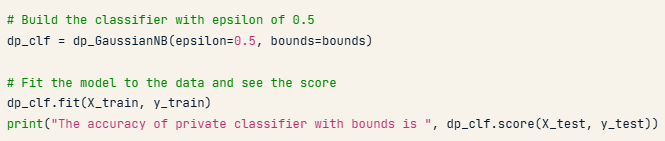 # Build the classifier with epsilon of 0.5
dp_clf = dp_GaussianNB(epsilon=0.5, bounds=bounds)
# Fit the model to the data and see the score
dp_clf.fit(X_train, y_train)
print("The accuracy of private classifier with bounds is ", dp_clf.score(X_test, y_test))